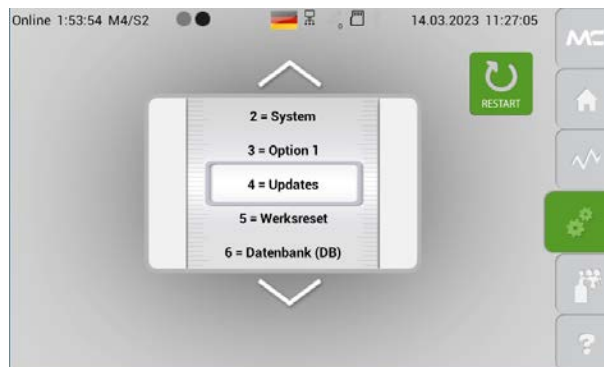 Online 1:53:54 M4/S2
14.03.2023 11:27:05
MC
RESTART
2 = System
3 = Option 1
4 = Updates
5 = Werksreset
6 = Datenbank (DB)
?